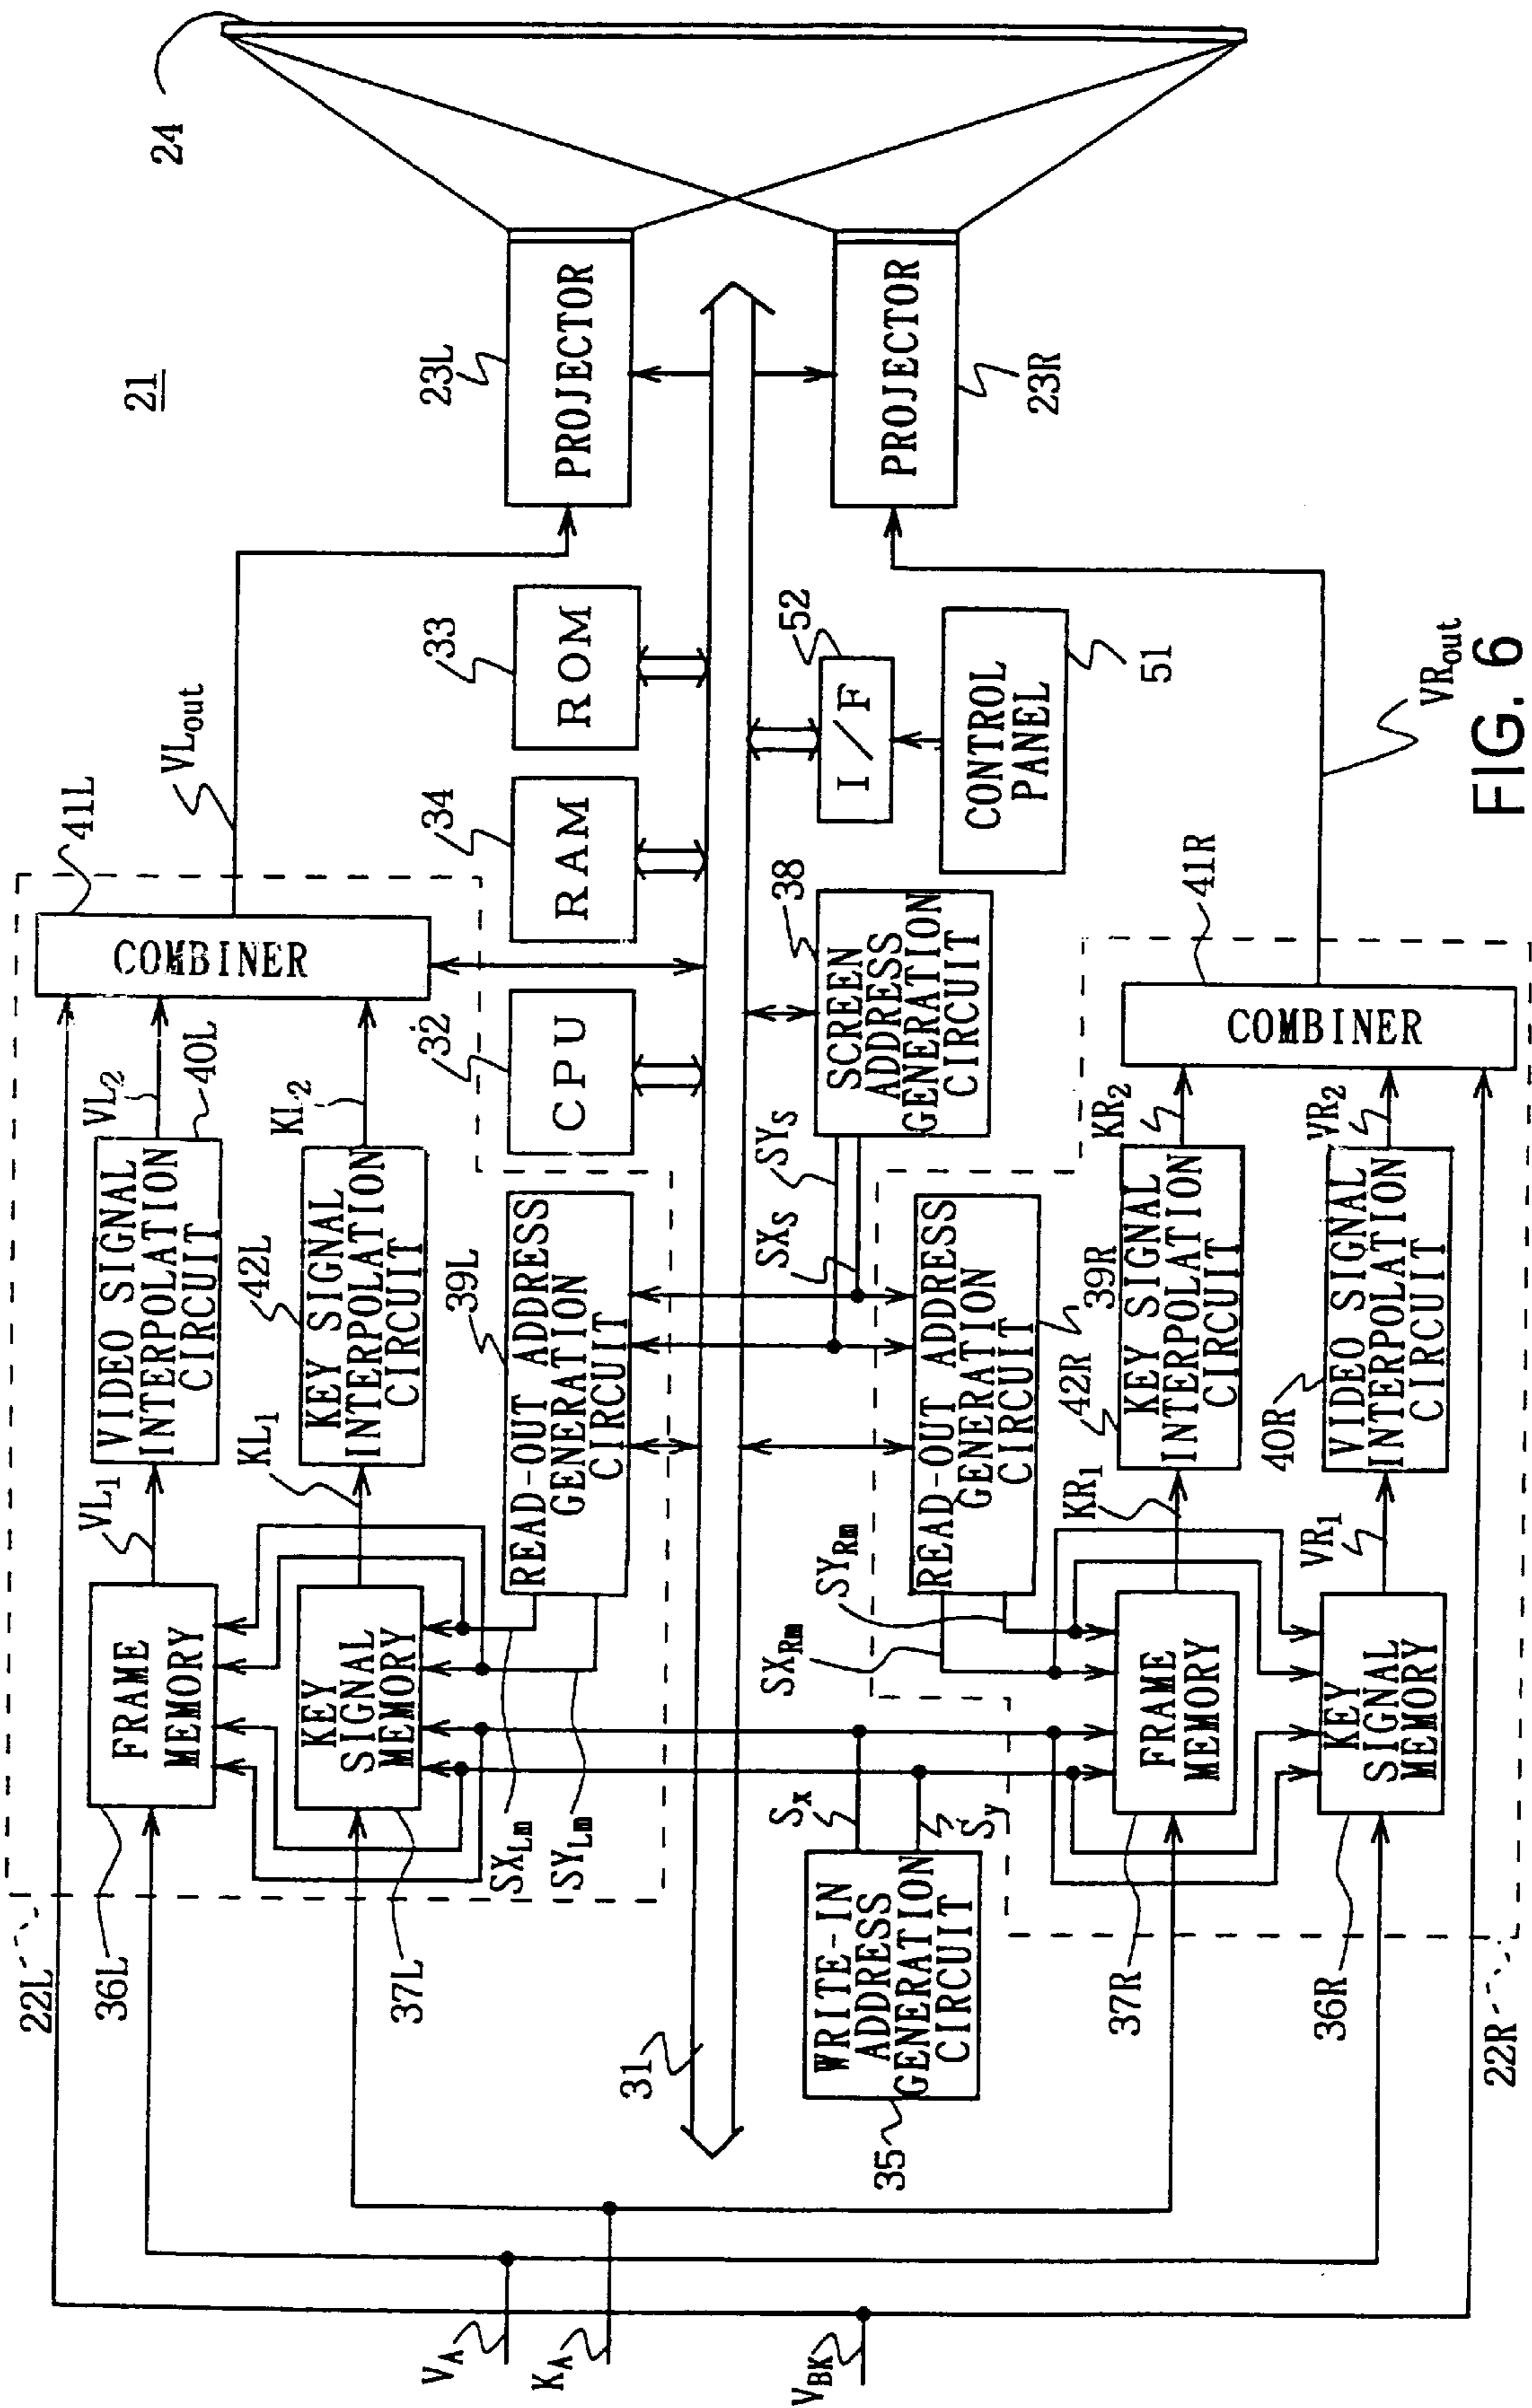 21
24
22L
36L
FRAME
MEMORY
VL1
VIDEO SIGNAL
INTERPOLATION
CIRCUIT
VL2
40L
COMBINER
41L
VLout
37L
KEY
SIGNAL
MEMORY
KL1
42L
KEY SIGNAL
INTERPOLATION
CIRCUIT
KL2
SXLm
SYLm
39L
READ-OUT ADDRESS
GENERATION
CIRCUIT
32
CPU
34
RAM
33
ROM
23L
PROJECTOR
31
VA
KA
VBK
35
WRITE-IN
ADDRESS
GENERATION
CIRCUIT
Sx
Sy
SXRm
SYRm
READ-OUT ADDRESS
GENERATION
CIRCUIT
39R
SXS
SYS
38
SCREEN
ADDRESS
GENERATION
CIRCUIT
52
I/F
CONTROL
PANEL
51
PROJECTOR
23R
37R
FRAME
MEMORY
KR1
42R
KEY SIGNAL
INTERPOLATION
CIRCUIT
KR2
COMBINER
41R
36R
KEY
SIGNAL
MEMORY
VR1
40R
VIDEO SIGNAL
INTERPOLATION
CIRCUIT
VR2
VRout
22R
FIG. 6